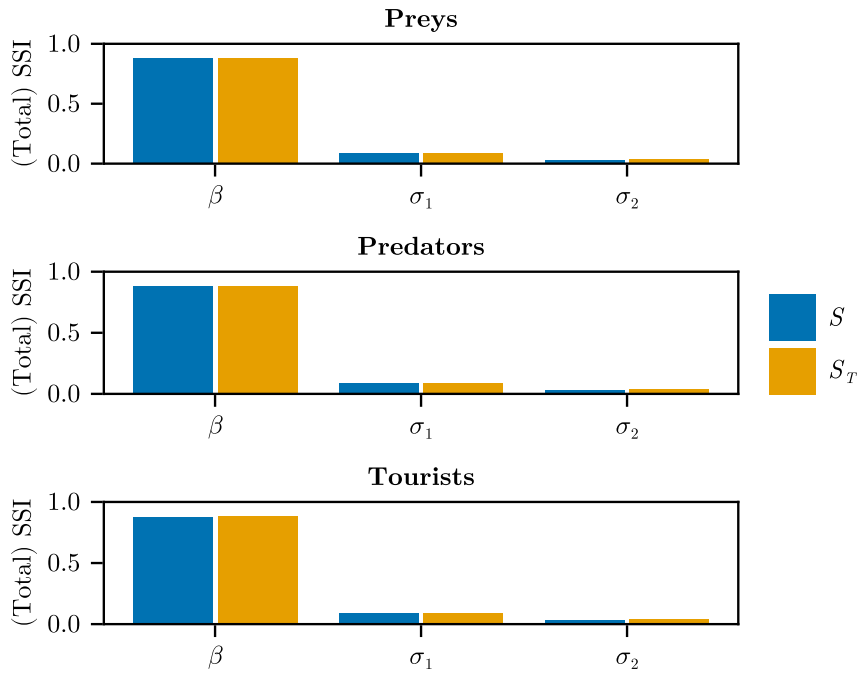 Preys
(Total) SSI
1.0
0.5
0.0
β
σ₁
σ₂
Predators
(Total) SSI
1.0
0.5
0.0
β
σ₁
σ₂
S
S_T
Tourists
(Total) SSI
1.0
0.5
0.0
β
σ₁
σ₂